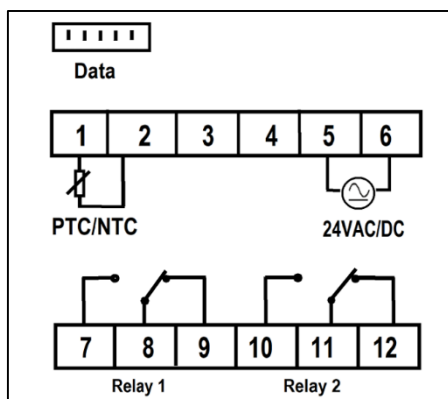 Data
1 2 3 4 5 6
PTC/NTC 24VAC/DC
7 8 9 10 11 12
Relay 1 Relay 2